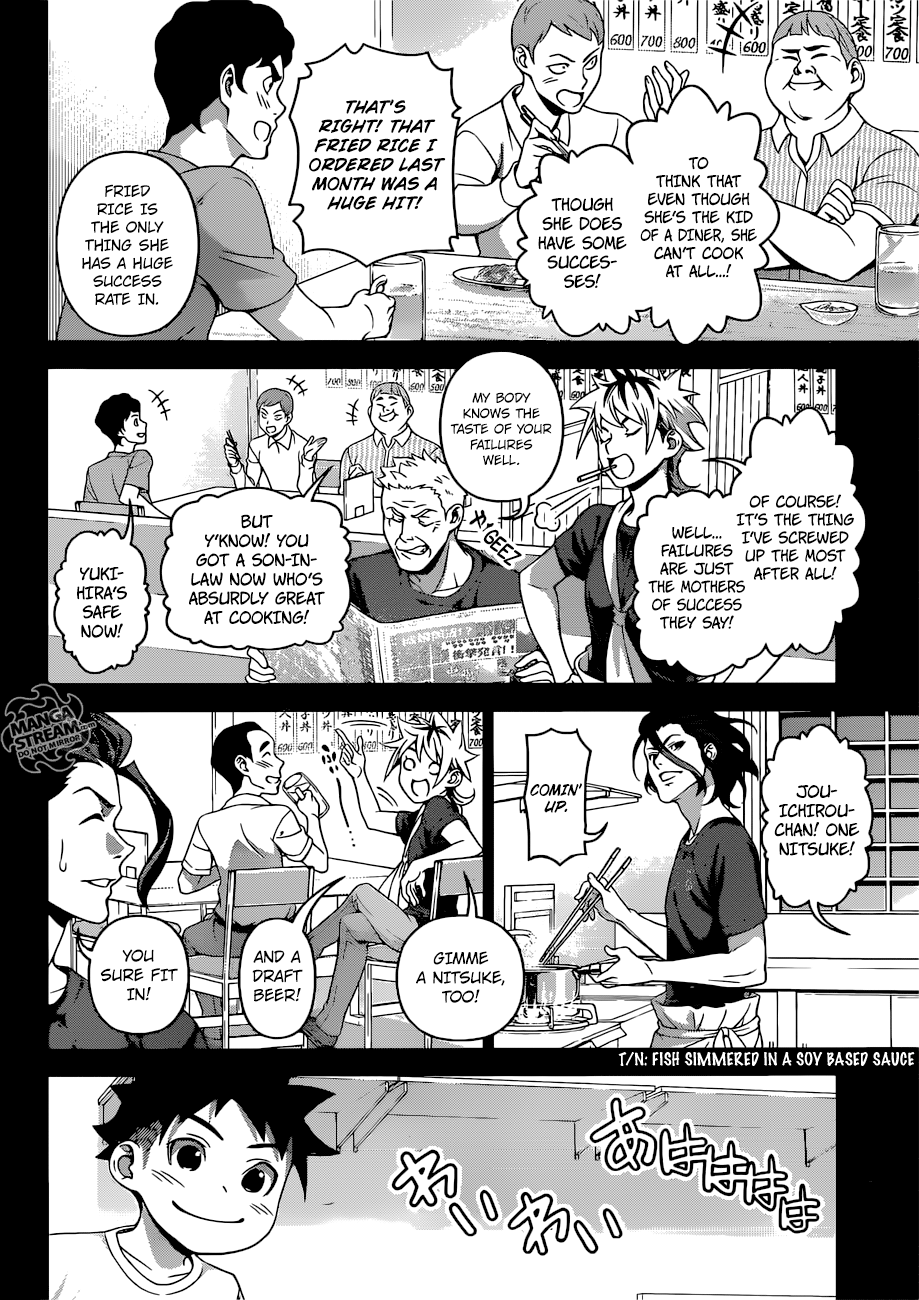 TO
THINK THAT
EVEN THOUGH
SHE'S THE KID
OF A DINER, SHE
CAN'T COOK
AT ALL...!
THOUGH
SHE DOES
HAVE SOME
SUCCES-
SES!
THAT'S
RIGHT! THAT
FRIED RICE I
ORDERED LAST
MONTH WAS A
HUGE HIT!
FRIED
RICE IS
THE ONLY
THING SHE
HAS A HUGE
SUCCESS
RATE IN.
600
700
800
600
700
OF COURSE!
IT'S THE THING
I'VE SCREWED
UP THE MOST
AFTER ALL!
WELL...
FAILURES
ARE JUST
THE MOTHERS
OF SUCCESS
THEY SAY!
MY BODY
KNOWS THE
TASTE OF YOUR
FAILURES
WELL.
GEEZ
BUT
Y'KNOW! YOU
GOT A SON-IN-
LAW NOW WHO'S
ABSURDLY GREAT
AT COOKING!
YUKI-
HIRA'S
SAFE
NOW!
JOU-
ICHIROU-
CHAN! ONE
NITSUKE!
COMIN'
UP.
GIMME
A NITSUKE,
TOO!
AND A
DRAFT
BEER!
YOU
SURE FIT
IN!
MANGA
STREAM.com
DO NOT MIRROR!
T/N: FISH SIMMERED IN A SOY BASED SAUCE
あはははは
わいわい